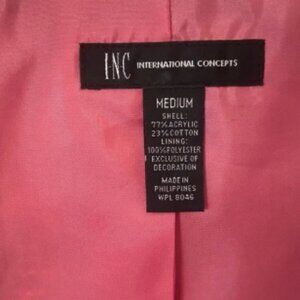 I·N·C INTERNATIONAL CONCEPTS
MEDIUM
SHELL:
77%ACRYLIC
23%COTTON
LINING:
100%POLYESTER
EXCLUSIVE OF
DECORATION
MADE IN
PHILIPPINES
WPL 8046